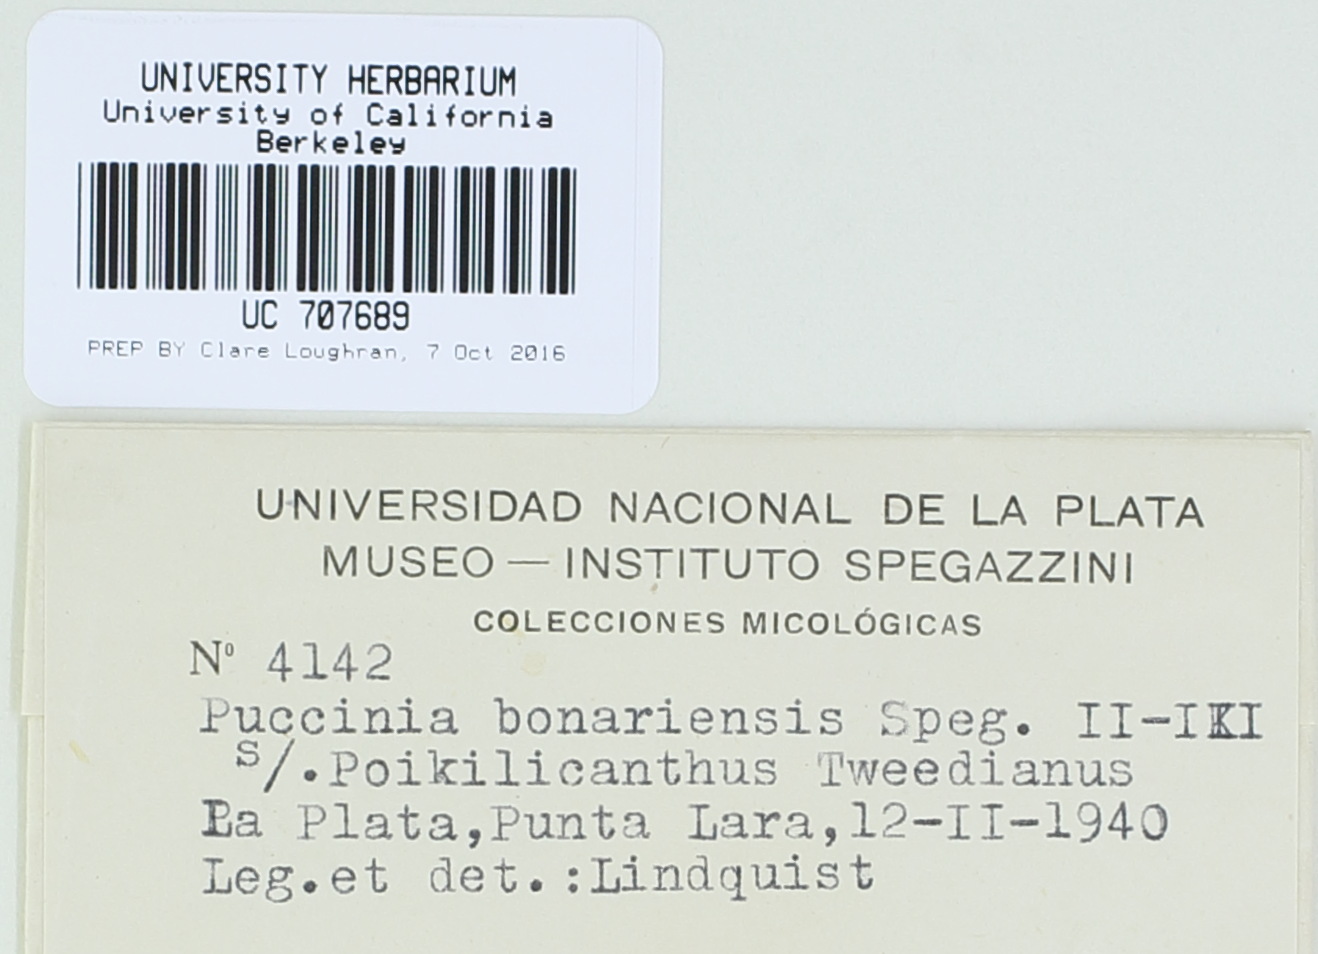 UNIVERSITY HERBARIUM
University of California
Berkeley
UC 707689
PREP BY Clare Loughran, 7 Oct 2016
UNIVERSIDAD NACIONAL DE LA PLATA
MUSEO — INSTITUTO SPEGAZZINI
COLECCIONES MICOLÓGICAS
Nº 4142
Puccinia bonariensis Speg. II-III
S/.Poikilicanthus Tweedianus
La Plata,Punta Lara,12-II-1940
Leg.et det.:Lindquist